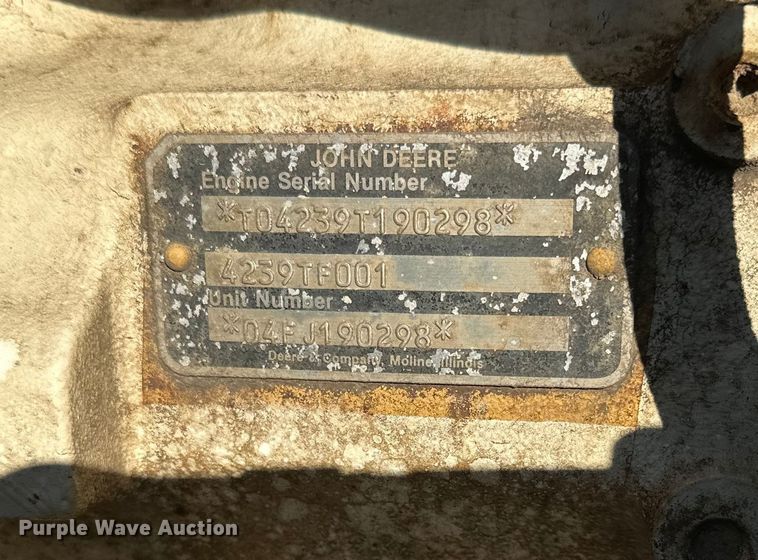 JOHN DEERE
Engine Serial Number
*T04239T190298*
4239TF001
Unit Number
*04FJ190298*
Deere & Company, Moline, Illinois
Purple Wave Auction